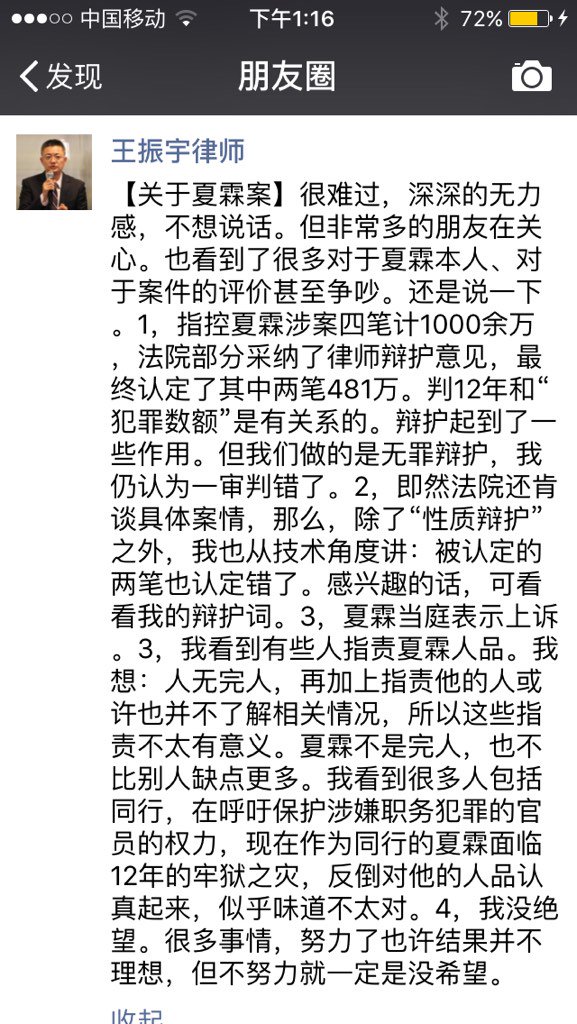 中国移动 下午1:16 72%
发现 朋友圈
王振宇律师
【关于夏霖案】很难过，深深的无力
感，不想说话。但非常多的朋友在关
心。也看到了很多对于夏霖本人、对
于案件的评价甚至争吵。还是说一下
。1，指控夏霖涉案四笔计1000余万
，法院部分采纳了律师辩护意见，最
终认定了其中两笔481万。判12年和“
犯罪数额”是有关系的。辩护起到了一
些作用。但我们做的是无罪辩护，我
仍认为一审判错了。2，即然法院还肯
谈具体案情，那么，除了“性质辩护”
之外，我也从技术角度讲：被认定的
两笔也认定错了。感兴趣的话，可看
看我的辩护词。3，夏霖当庭表示上诉
。3，我看到有些人指责夏霖人品。我
想：人无完人，再加上指责他的人或
许也并不了解相关情况，所以这些指
责不太有意义。夏霖不是完人，也不
比别人缺点更多。我看到很多人包括
同行，在呼吁保护涉嫌职务犯罪的官
员的权力，现在作为同行的夏霖面临
12年的牢狱之灾，反倒对他的人品认
真起来，似乎味道不太对。4，我没绝
望。很多事情，努力了也许结果并不
理想，但不努力就一定是没希望。
收起